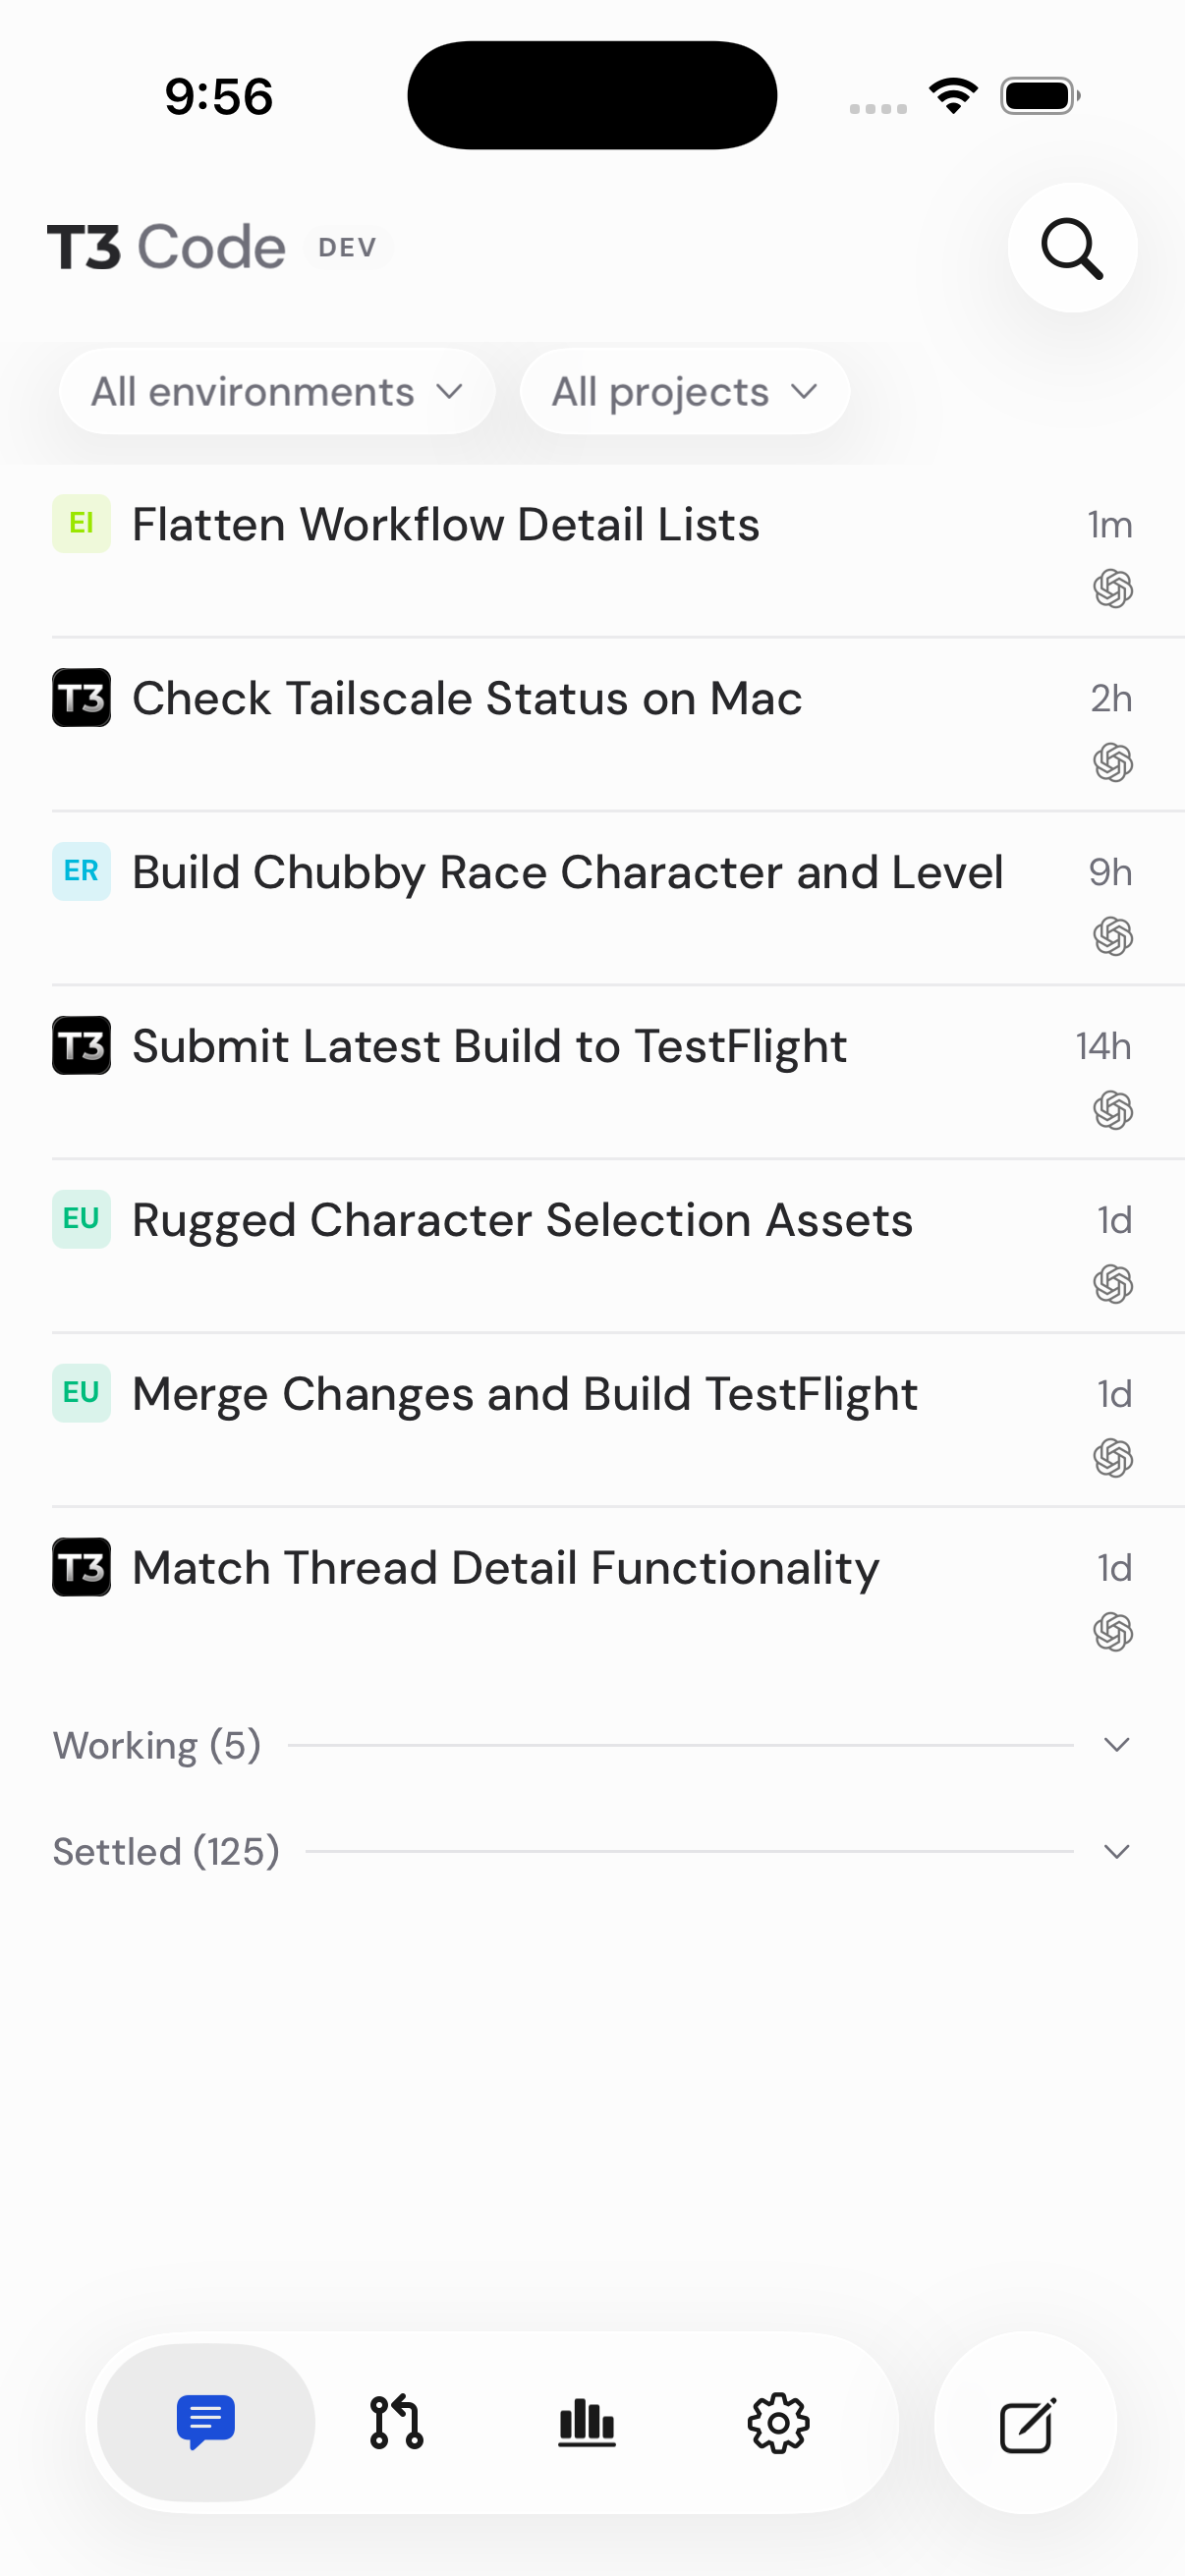 9:56
T3 Code DEV
All environments
All projects
EI Flatten Workflow Detail Lists 1m
T3 Check Tailscale Status on Mac 2h
ER Build Chubby Race Character and Level 9h
T3 Submit Latest Build to TestFlight 14h
EU Rugged Character Selection Assets 1d
EU Merge Changes and Build TestFlight 1d
T3 Match Thread Detail Functionality 1d
Working (5)
Settled (125)